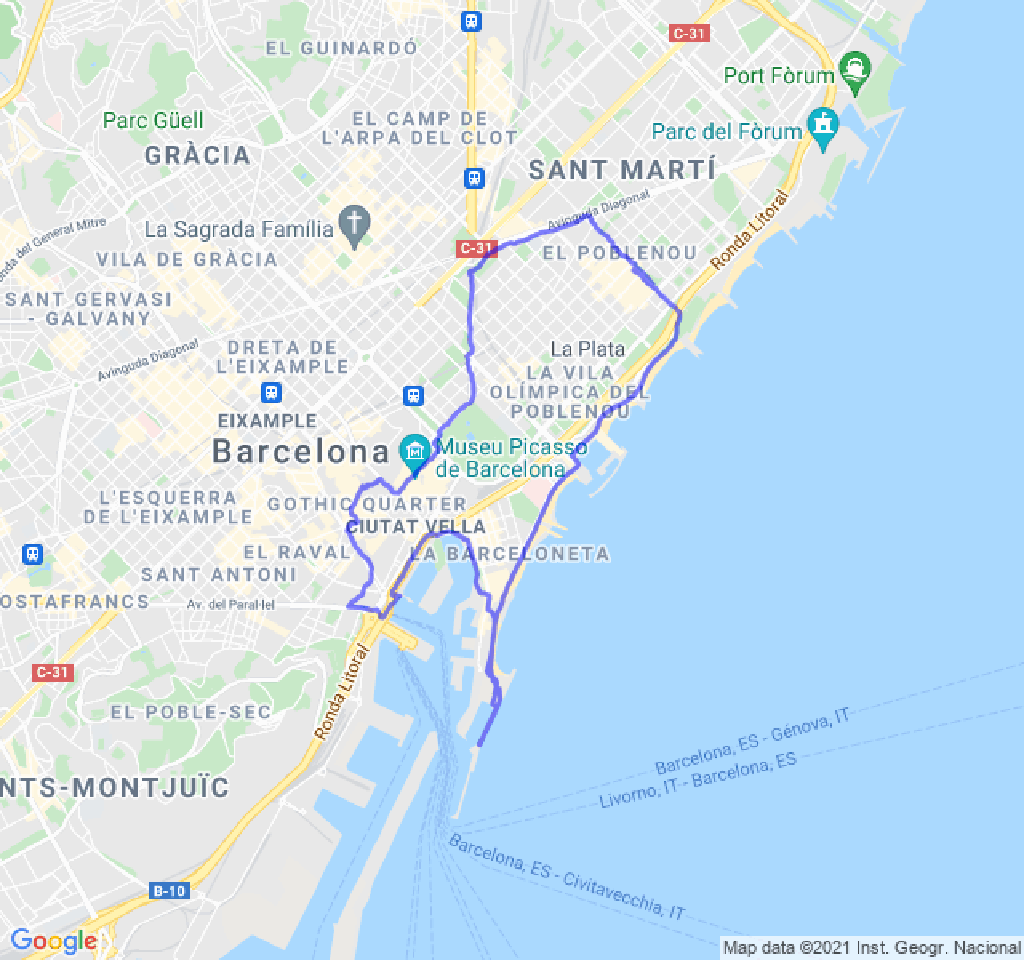 EL GUINARDÓ
C-31
Port Fòrum
Parc Güell
EL CAMP DE
L'ARPA DEL CLOT
Parc del Fòrum
GRÀCIA
SANT MARTÍ
Avinguda Diagonal
Ronda Litoral
La Sagrada Família
Ronda del General Mitre
C-31
EL POBLENOU
VILA DE GRÀCIA
SANT GERVASI
- GALVANY
Avinguda Diagonal
DRETA DE
L'EIXAMPLE
La Plata
LA VILA
OLÍMPICA DEL
POBLENOU
EIXAMPLE
Barcelona
Museu Picasso
de Barcelona
L'ESQUERRA
DE L'EIXAMPLE
GOTHIC QUARTER
CIUTAT VELLA
EL RAVAL
LA BARCELONETA
SANT ANTONI
OSTAFRANCS
Av. del Paral·lel
C-31
Ronda Litoral
EL POBLE-SEC
NTS-MONTJUÏC
Barcelona, ES - Génova, IT
Livorno, IT - Barcelona, ES
Barcelona, ES - Civitavecchia, IT
B-10
Google
Map data ©2021 Inst. Geogr. Nacional